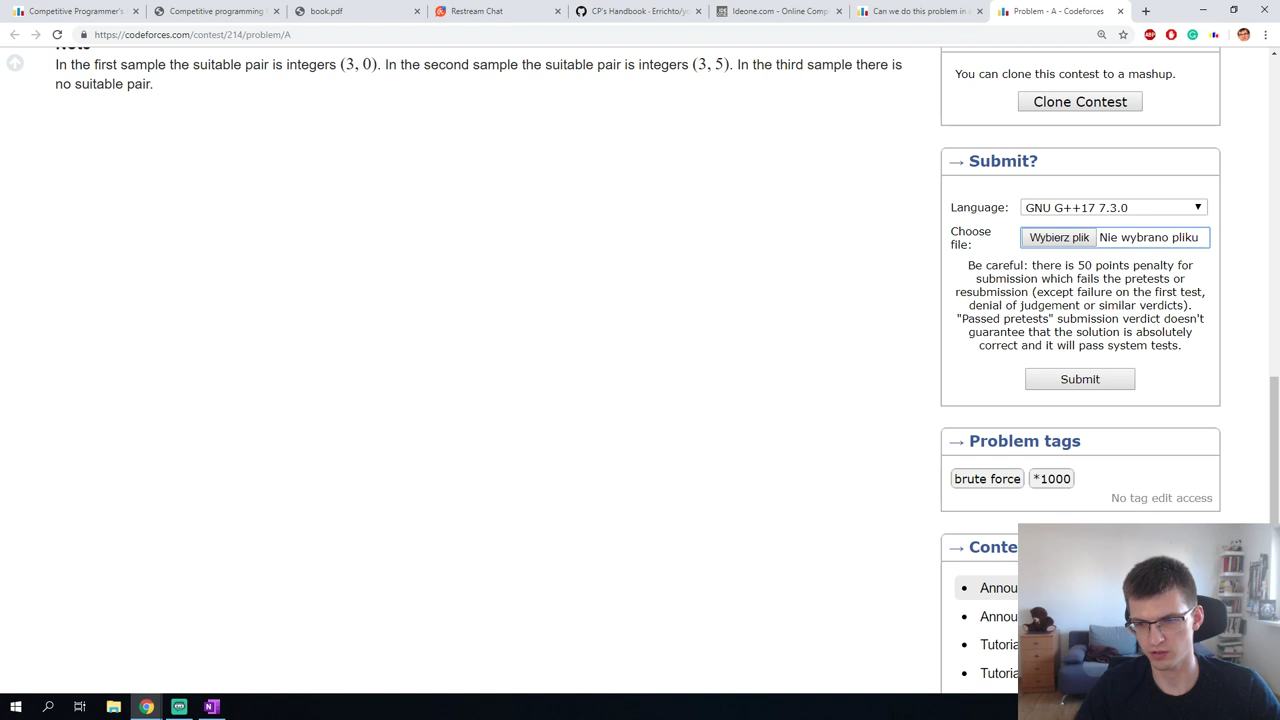 Competitive Programmer's
Competitive programming
book.pdf
Restream Chat
CP's Handbook - Errichto/yo
Ideone.com - Online Comp
Can we do this problem in
Problem - A - Codeforces
https://codeforces.com/contest/214/problem/A
Note
In the first sample the suitable pair is integers (3, 0). In the second sample the suitable pair is integers (3, 5). In the third sample there is
no suitable pair.
You can clone this contest to a mashup.
Clone Contest
→ Submit?
Language: GNU G++17 7.3.0
Choose
file: Wybierz plik Nie wybrano pliku
Be careful: there is 50 points penalty for
submission which fails the pretests or
resubmission (except failure on the first test,
denial of judgement or similar verdicts).
"Passed pretests" submission verdict doesn't
guarantee that the solution is absolutely
correct and it will pass system tests.
Submit
→ Problem tags
brute force *1000
No tag edit access
→ Conte
Annou
Annou
Tutoria
Tutoria